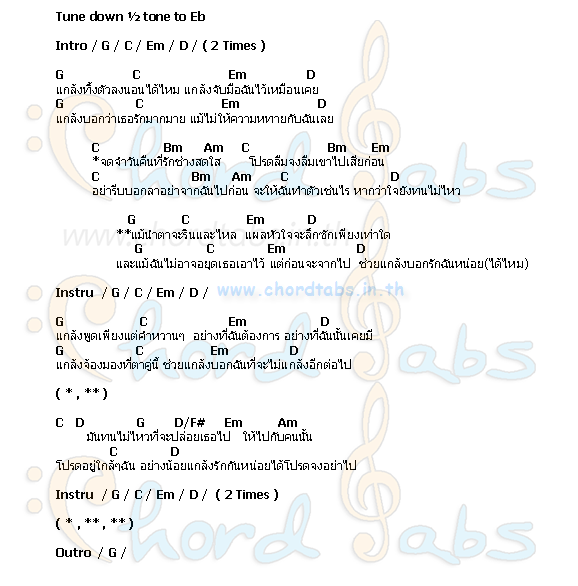 Tune down ½ tone to Eb
Intro / G / C / Em / D / ( 2 Times )
G C Em D
แกล้งทิ้งตัวลงนอนได้ไหม แกล้งจับมือฉันไว้เหมือนเคย
G C Em D
แกล้งบอกว่าเธอรักมากมาย แม้ไม่ให้ความหมายกับฉันเลย
C Bm Am C Bm Em
*จดจำวันคืนที่รักช่างสดใส โปรดลืมจงลืมเขาไปเสียก่อน
C Bm Am C D
อย่ารีบบอกลาอย่าจากฉันไปก่อน จะให้ฉันทำตัวเช่นไร หากว่าใจยังทนไม่ไหว
G C Em D
**แม้น้ำตาจะรินและไหล แผลหัวใจจะลึกซักเพียงเท่าใด
G C Em D
และแม้ฉันไม่อาจอยุดเธอเอาไว้ แต่ก่อนจะจากไป ช่วยแกล้งบอกรักฉันหน่อย(ได้ไหม)
Instru / G / C / Em / D /
www.chordtabs.in.th
G C Em D
แกล้งพูดเพียงแต่คำหวานๆ อย่างที่ฉันต้องการ อย่างที่ฉันนั้นเคยมี
G C Em D
แกล้งจ้องมองที่ตาคู่นี้ ช่วยแกล้งบอกฉันที่จะไม่แกล้งอีกต่อไป
( * , ** )
C D G D/F# Em Am
มันทนไม่ไหวที่จะปล่อยเธอไป ให้ไปกับคนนั้น
C D
โปรดอยู่ใกล้ๆฉัน อย่างน้อยแกล้งรักกันหน่อยได้โปรดจงอย่าไป
Instru / G / C / Em / D / ( 2 Times )
( * , ** , ** )
Outro / G /